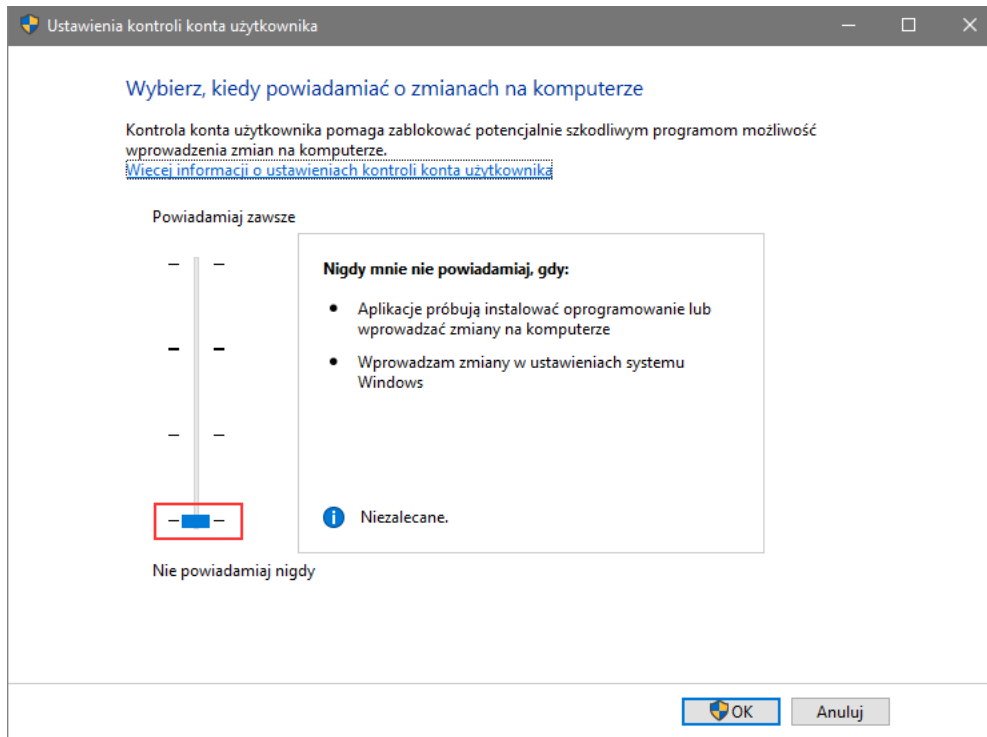 Ustawienia kontroli konta użytkownika
Wybierz, kiedy powiadamiać o zmianach na komputerze
Kontrola konta użytkownika pomaga zablokować potencjalnie szkodliwym programom możliwość
wprowadzenia zmian na komputerze.
Więcej informacji o ustawieniach kontroli konta użytkownika
Powiadamiaj zawsze
Nigdy mnie nie powiadamiaj, gdy:
Aplikacje próbują instalować oprogramowanie lub
wprowadzać zmiany na komputerze
Wprowadzam zmiany w ustawieniach systemu
Windows
Niezalecane.
Nie powiadamiaj nigdy
OK
Anuluj